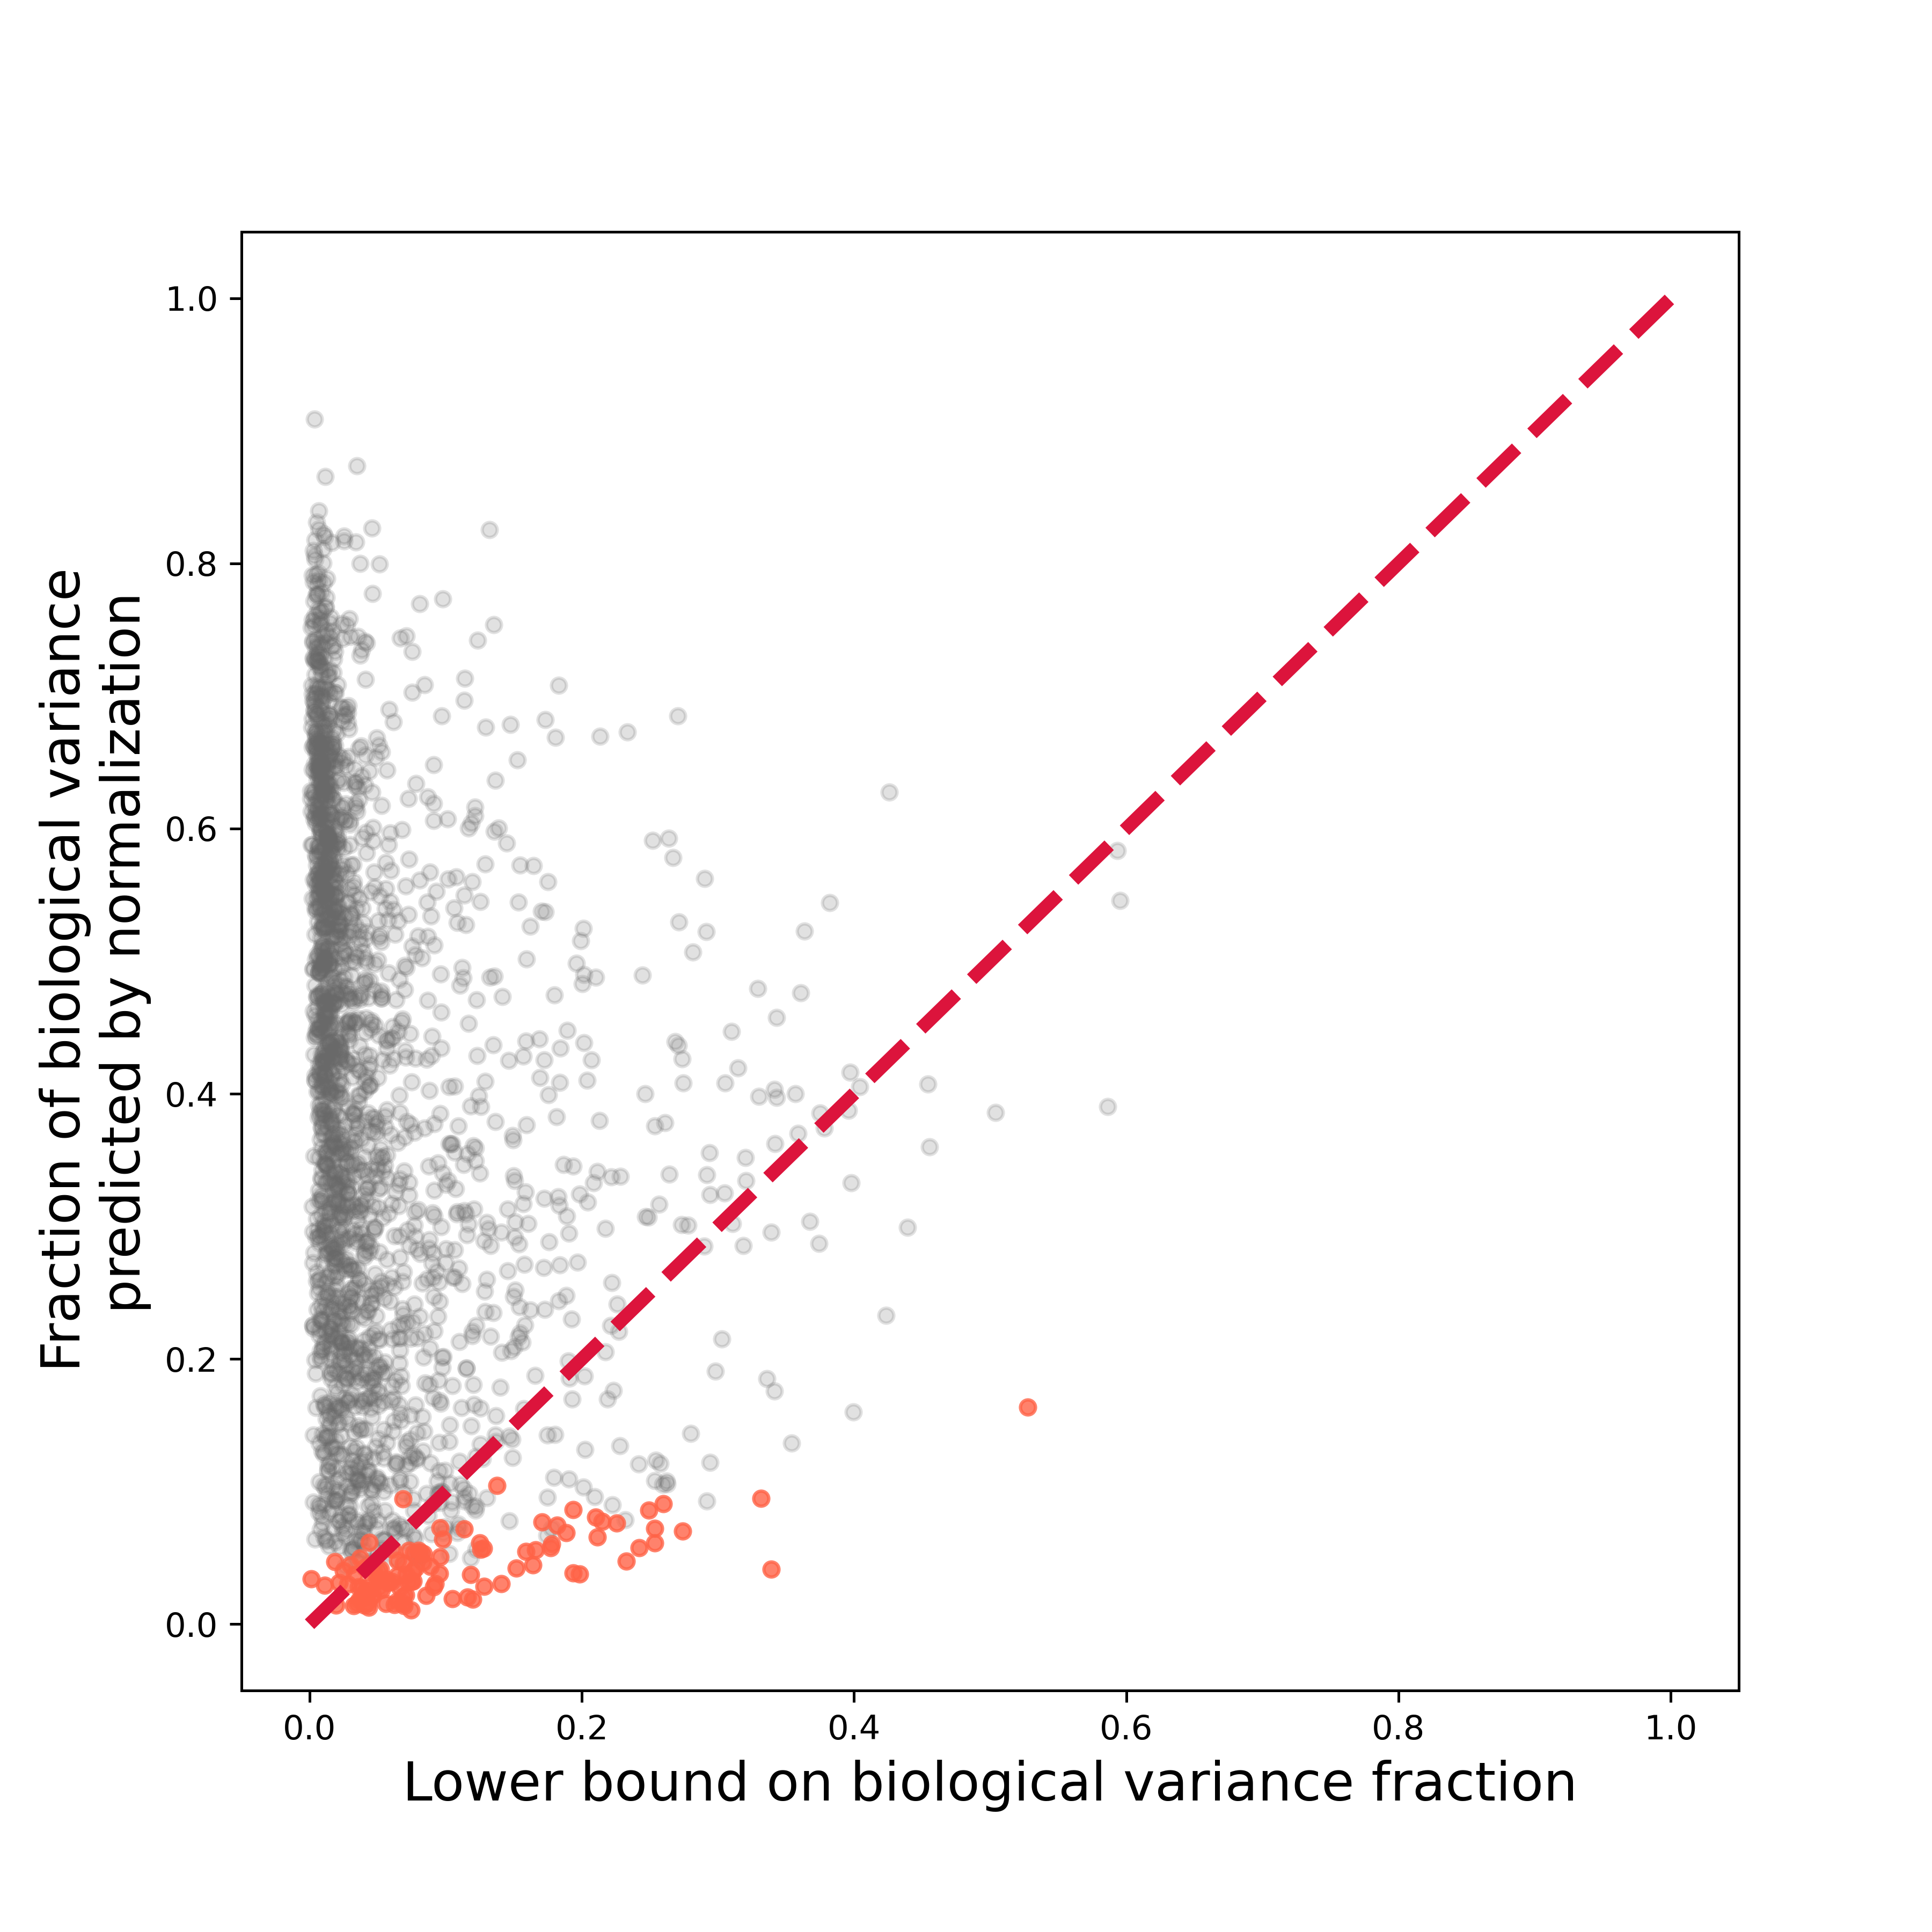 Fraction of biological variance
predicted by normalization
1.0
0.8
0.6
0.4
0.2
0.0
0.0 0.2 0.4 0.6 0.8 1.0
Lower bound on biological variance fraction